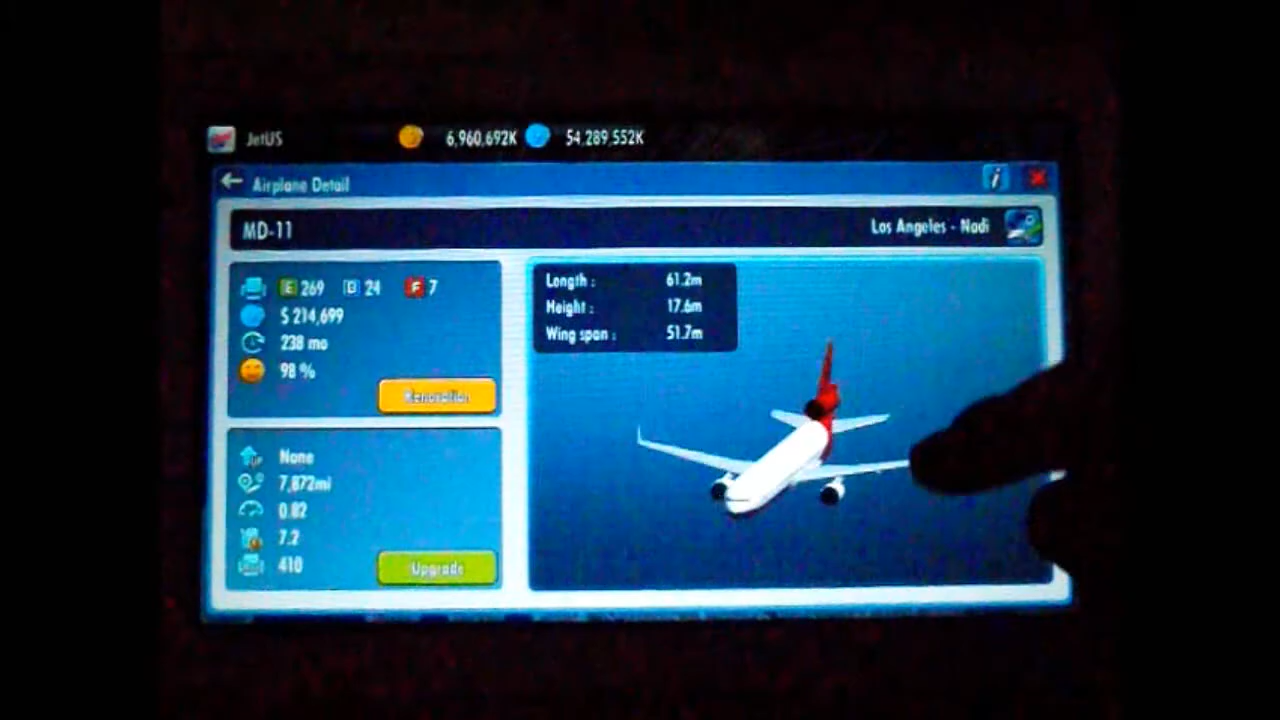 JetUS 6,960,692K 54,289,552K
Airplane Detail i
MD-11 Los Angeles - Nadi
E 269 B 24 F 7
$ 214,699
238 mo
98 %
Renovation
None
7,872mi
0.82
7.2
410
Upgrade
Length : 61.2m
Height : 17.6m
Wing span : 51.7m